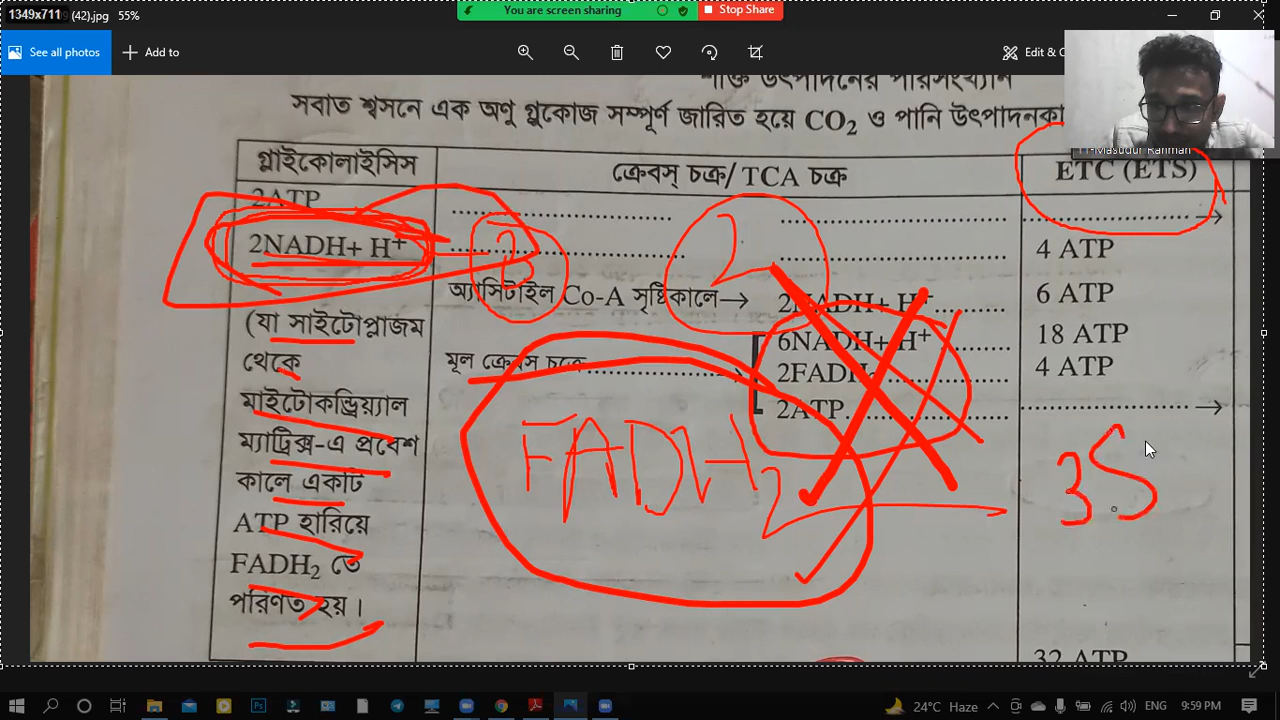 (42).jpg 55%
1349x711
You are screen sharing
Stop Share
See all photos
Add to
Edit & C
শক্তি উৎপাদনের পরিসংখ্যান
সবাত শ্বসনে এক অণু গ্লুকোজ সম্পূর্ণ জারিত হয়ে CO₂ ও পানি উৎপাদনকা
Masudur Rahman
গ্লাইকোলাইসিস
ক্রেবস্ চক্র/ TCA চক্র
ETC (ETS)
2ATP
2NADH+ H⁺
2
2
4 ATP
অ্যাসিটাইল Co-A সৃষ্টিকালে→ 2NADH+ H⁺ 6 ATP
(যা সাইটোপ্লাজম
থেকে
মাইটোকন্ড্রিয়্যাল
ম্যাট্রিক্স-এ প্রবেশ
কালে একটি
ATP হারিয়ে
FADH₂ তে
পরিণত হয়।
মূল ক্রেবস চক্রে
6NADH+ H⁺ 18 ATP
2FADH 4 ATP
2ATP
FADH2
35
32 ATP
24°C Haze
ENG
9:59 PM